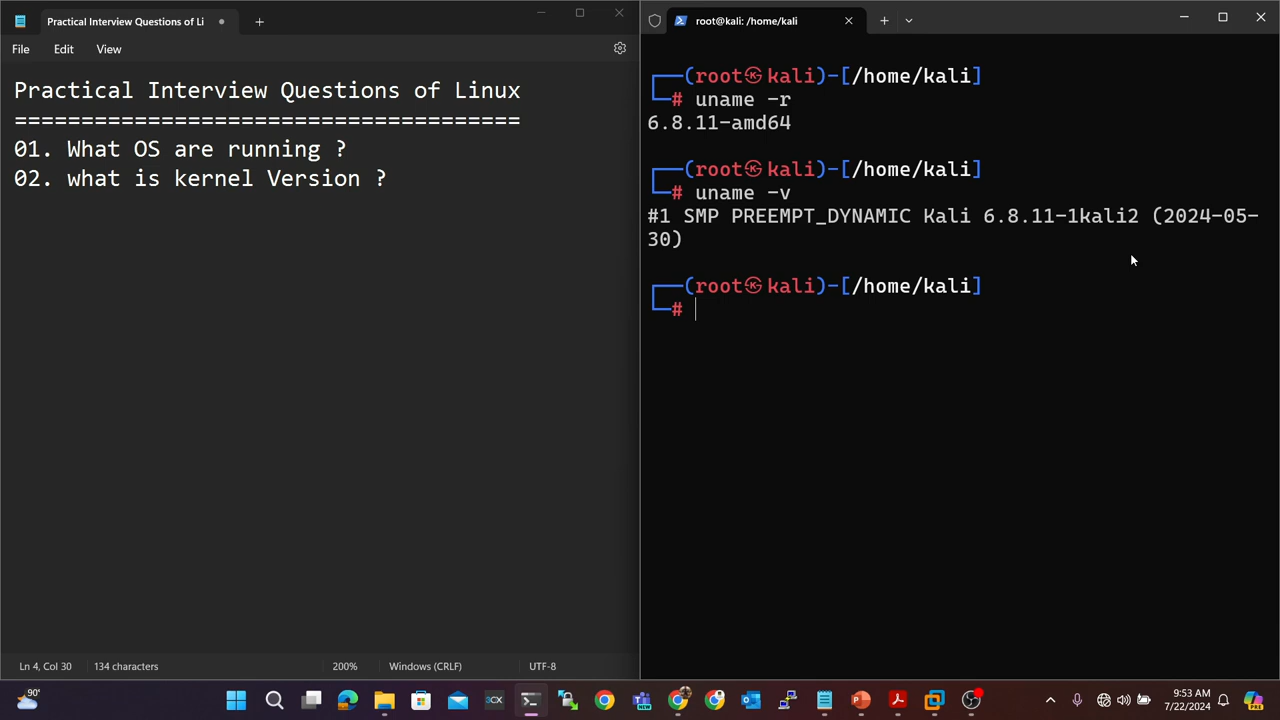 Practical Interview Questions of Li
File Edit View
Practical Interview Questions of Linux
======================================
01. What OS are running ?
02. what is kernel Version ?
Ln 4, Col 30 134 characters 200% Windows (CRLF) UTF-8
root@kali: /home/kali
┌──(root㉿kali)-[/home/kali]
└─# uname -r
6.8.11-amd64
┌──(root㉿kali)-[/home/kali]
└─# uname -v
#1 SMP PREEMPT_DYNAMIC Kali 6.8.11-1kali2 (2024-05-
30)
┌──(root㉿kali)-[/home/kali]
└─#
90°
9:53 AM
7/22/2024